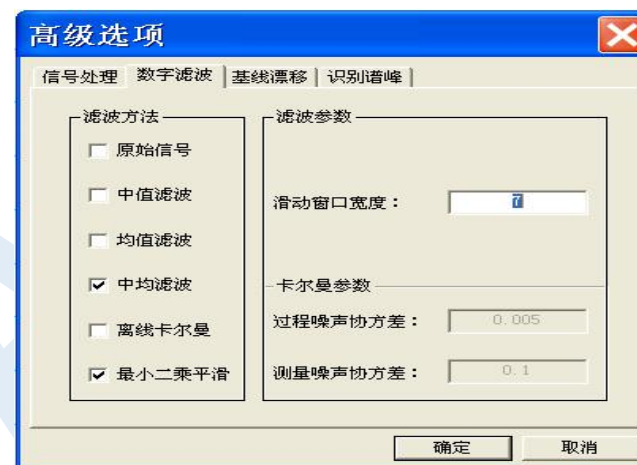 高级选项
信号处理 数字滤波 基线漂移 识别谱峰
滤波方法
原始信号
中值滤波
均值滤波
中均滤波
离线卡尔曼
最小二乘平滑
滤波参数
滑动窗口宽度： 7
卡尔曼参数
过程噪声协方差： 0.005
测量噪声协方差： 0.1
确定 取消